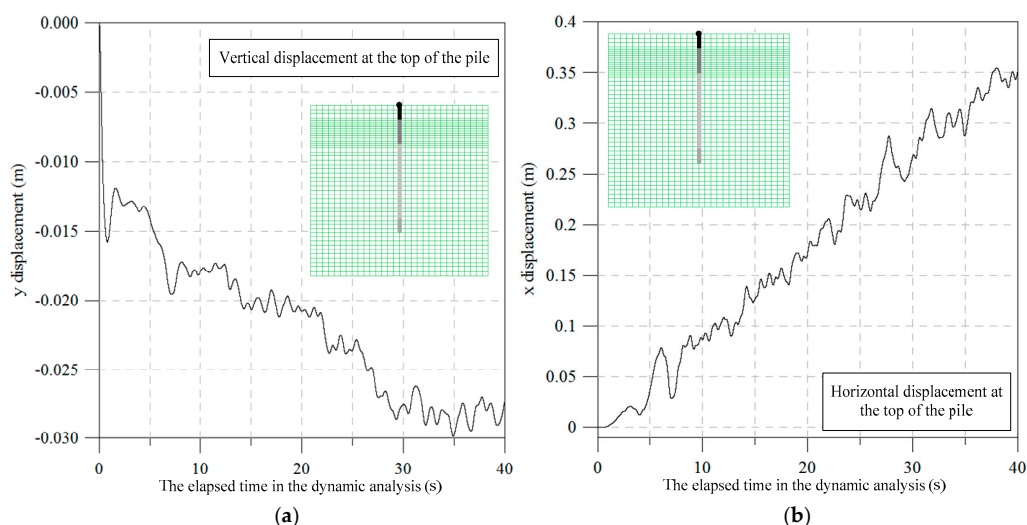 0.000
-0.005
-0.010
-0.015
-0.020
-0.025
-0.030
y displacement (m)
Vertical displacement at the top of the pile
0
10
20
30
40
The elapsed time in the dynamic analysis (s)
(a)
0.4
0.35
0.3
0.25
0.2
0.15
0.1
0.05
0
x displacement (m)
Horizontal displacement at
the top of the pile
0
10
20
30
40
The elapsed time in the dynamic analysis (s)
(b)